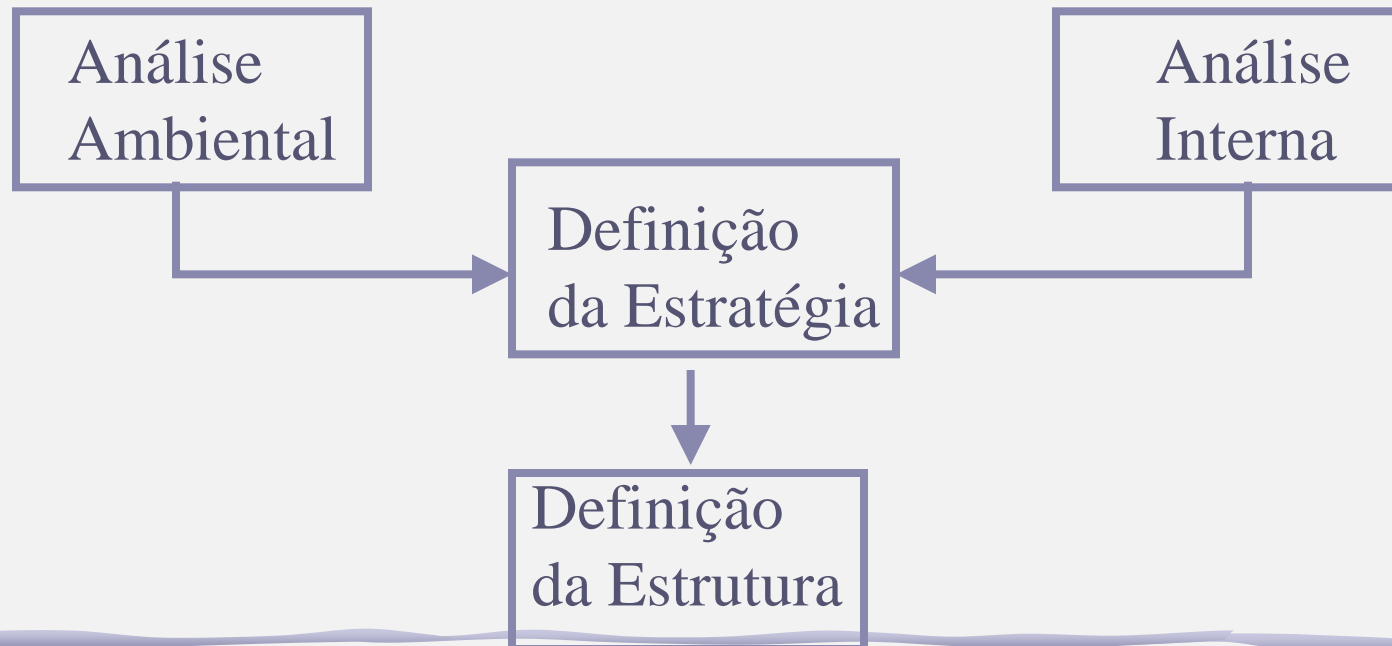 Análise
Ambiental
Análise
Interna
Definição
da Estratégia
Definição
da Estrutura